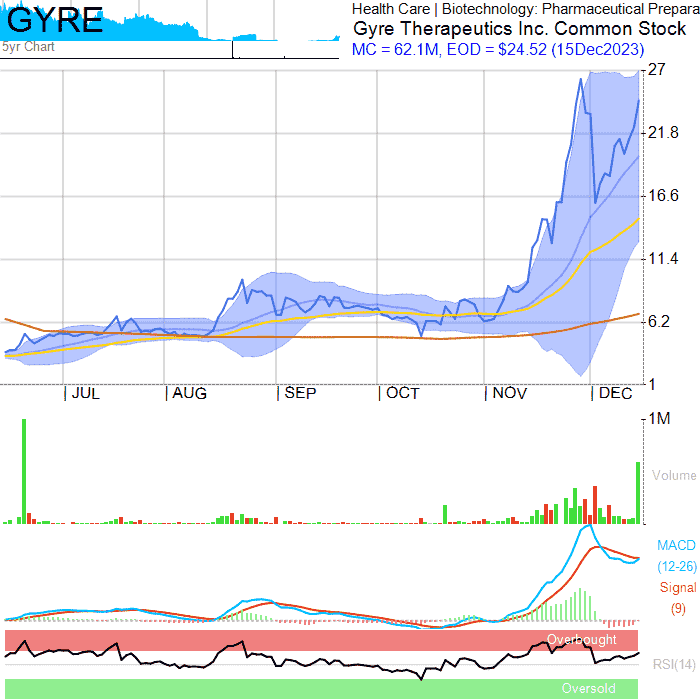 GYRE
5yr Chart
Health Care | Biotechnology: Pharmaceutical Prepara
Gyre Therapeutics Inc. Common Stock
MC = 62.1M, EOD = $24.52 (15Dec2023)
27
21.8
16.6
11.4
6.2
1
| JUL | AUG | SEP | OCT | NOV | DEC
1M
Volume
MACD
(12-26)
Signal
(9)
Overbought
RSI(14)
Oversold